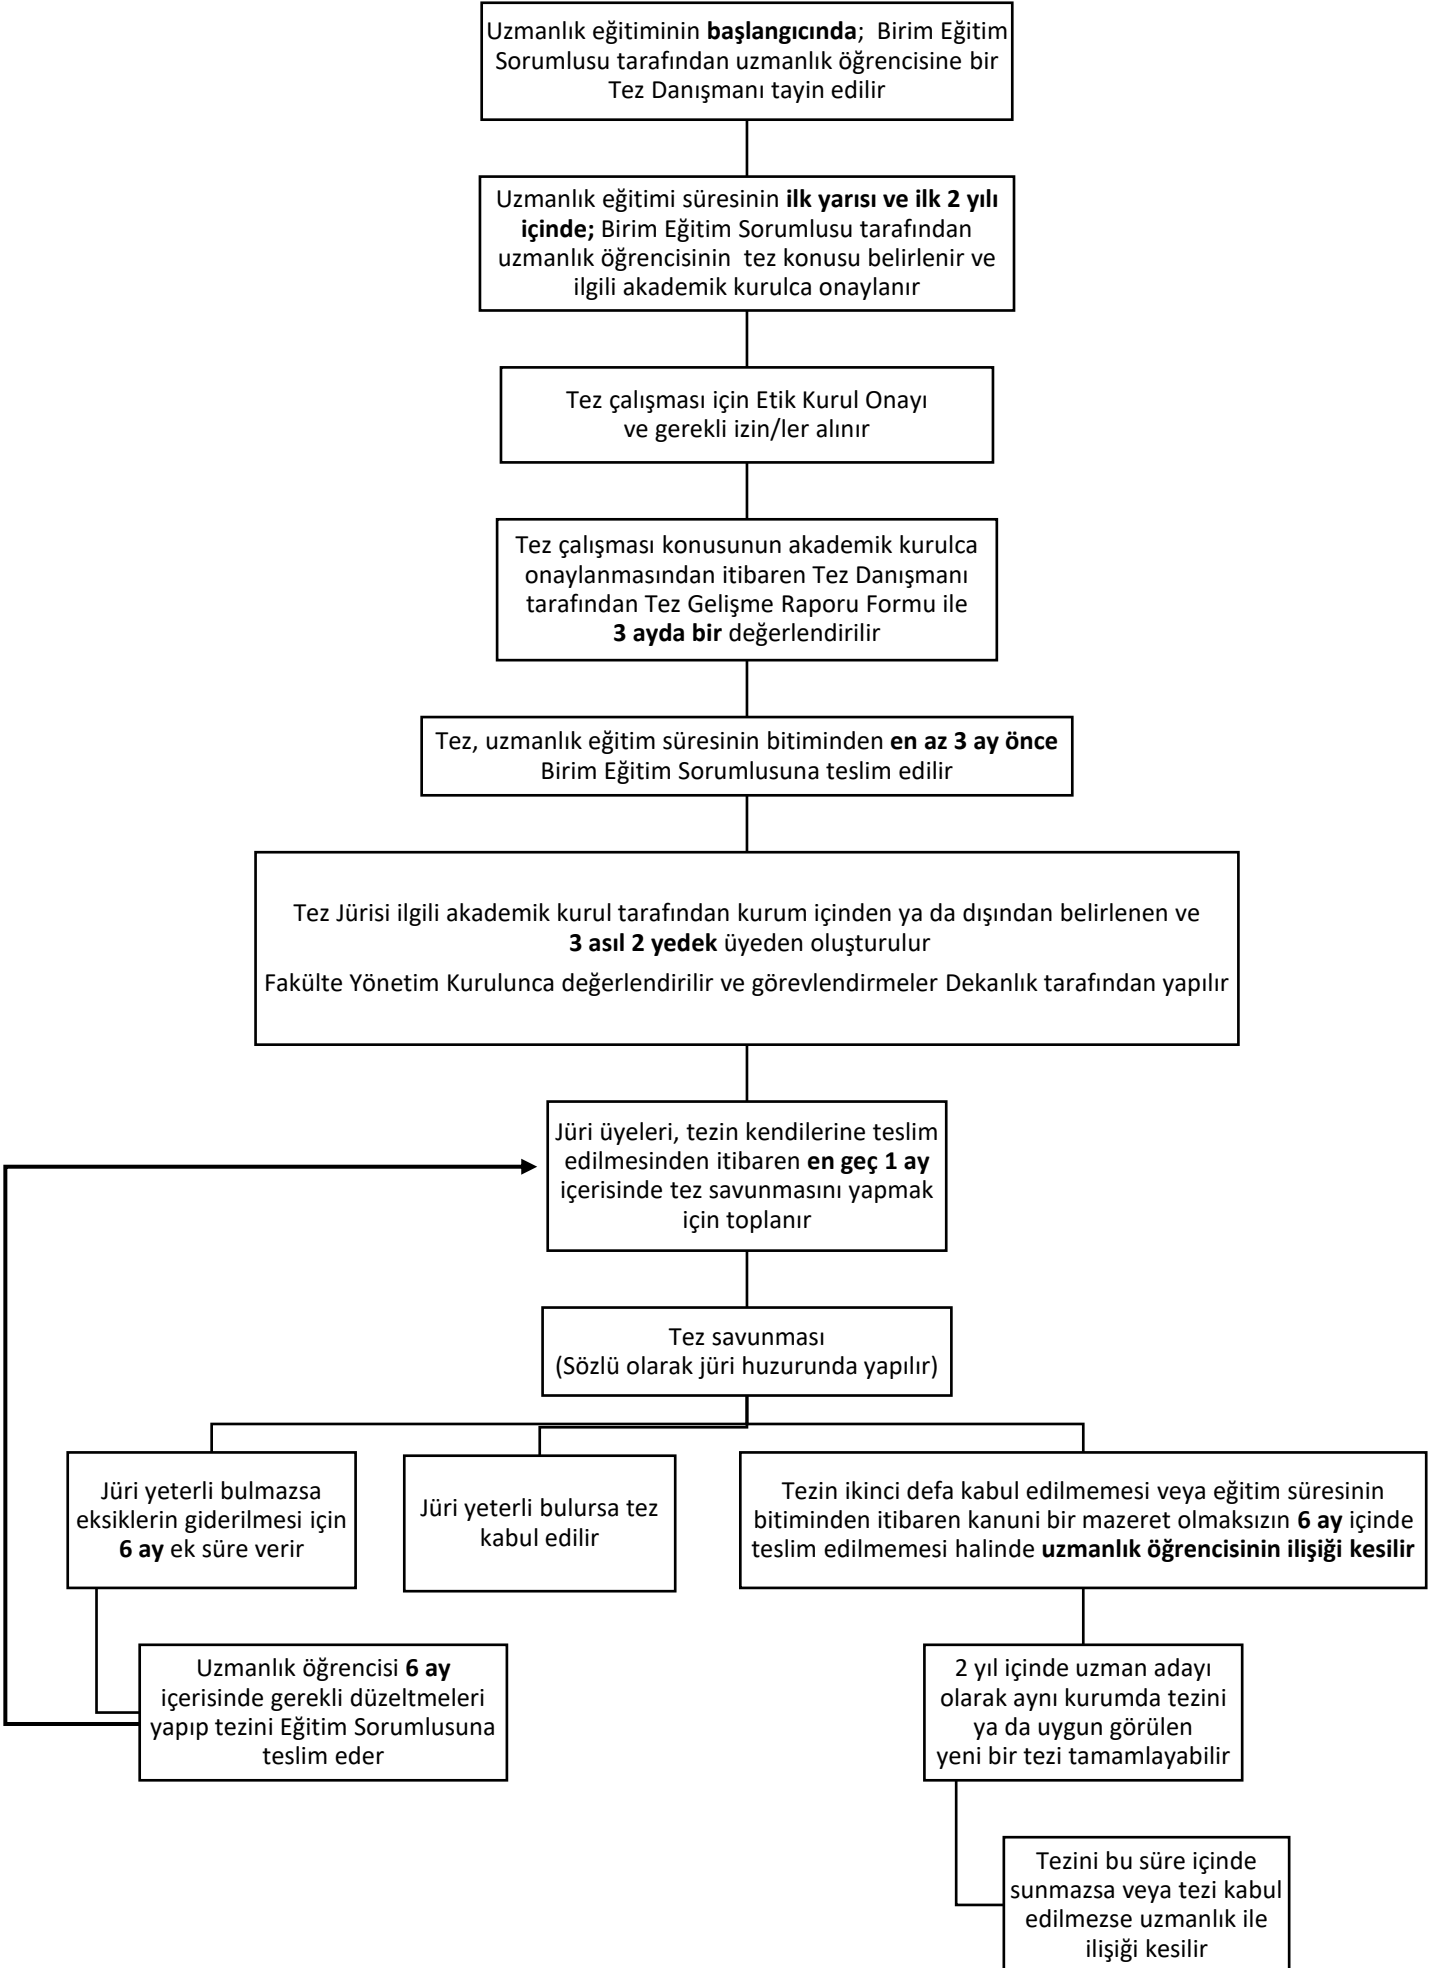 Uzmanlık eğitiminin başlangıcında; Birim Eğitim
Sorumlusu tarafından uzmanlık öğrencisine bir
Tez Danışmanı tayin edilir
Uzmanlık eğitimi süresinin ilk yarısı ve ilk 2 yılı
içinde; Birim Eğitim Sorumlusu tarafından
uzmanlık öğrencisinin tez konusu belirlenir ve
ilgili akademik kurulca onaylanır
Tez çalışması için Etik Kurul Onayı
ve gerekli izin/ler alınır
Tez çalışması konusunun akademik kurulca
onaylanmasından itibaren Tez Danışmanı
tarafından Tez Gelişme Raporu Formu ile
3 ayda bir değerlendirilir
Tez, uzmanlık eğitim süresinin bitiminden en az 3 ay önce
Birim Eğitim Sorumlusuna teslim edilir
Tez Jürisi ilgili akademik kurul tarafından kurum içinden ya da dışından belirlenen ve
3 asıl 2 yedek üyeden oluşturulur
Fakülte Yönetim Kurulunca değerlendirilir ve görevlendirmeler Dekanlık tarafından yapılır
Jüri üyeleri, tezin kendilerine teslim
edilmesinden itibaren en geç 1 ay
içerisinde tez savunmasını yapmak
için toplanır
Tez savunması
(Sözlü olarak jüri huzurunda yapılır)
Jüri yeterli bulmazsa
eksiklerin giderilmesi için
6 ay ek süre verir
Jüri yeterli bulursa tez
kabul edilir
Tezin ikinci defa kabul edilmemesi veya eğitim süresinin
bitiminden itibaren kanuni bir mazeret olmaksızın 6 ay içinde
teslim edilmemesi halinde uzmanlık öğrencisinin ilişiği kesilir
Uzmanlık öğrencisi 6 ay
içerisinde gerekli düzeltmeleri
yapıp tezini Eğitim Sorumlusuna
teslim eder
2 yıl içinde uzman adayı
olarak aynı kurumda tezini
ya da uygun görülen
yeni bir tezi tamamlayabilir
Tezini bu süre içinde
sunmazsa veya tezi kabul
edilmezse uzmanlık ile
ilişiği kesilir